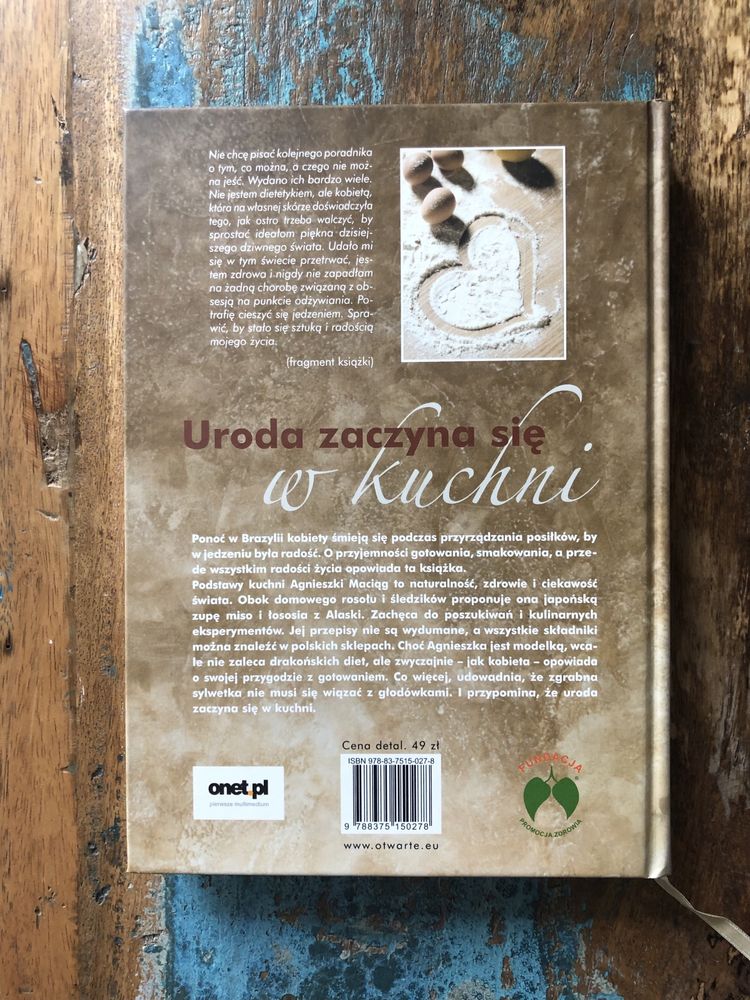 Nie chcę pisać kolejnego poradnika
o tym, co można, a czego nie moż-
na jeść. Wydano ich bardzo wiele.
Nie jestem dietetykiem, ale kobietą,
która na własnej skórze doświadczyła
tego, jak ostro trzeba walczyć, by
sprostać ideałom piękna dzisiej-
szego dziwnego świata. Udało mi
się w tym świecie przetrwać, jes-
tem zdrowa i nigdy nie zapadłam
na żadną chorobę związaną z ob-
sesją na punkcie odżywiania. Po-
trafię cieszyć się jedzeniem. Spra-
wić, by stało się sztuką i radością
mojego życia.
(fragment książki)
Uroda zaczyna się
w kuchni
Ponoć w Brazylii kobiety śmieją się podczas przyrządzania posiłków, by
w jedzeniu była radość. O przyjemności gotowania, smakowania, a prze-
de wszystkim radości życia opowiada ta książka.
Podstawy kuchni Agnieszki Maciąg to naturalność, zdrowie i ciekawość
świata. Obok domowego rosołu i śledzików proponuje ona japońską
zupę miso i łososia z Alaski. Zachęca do poszukiwań i kulinarnych
eksperymentów. Jej przepisy nie są wydumane, a wszystkie składniki
można znaleźć w polskich sklepach. Choć Agnieszka jest modelką, wca-
le nie zaleca drakońskich diet, ale zwyczajnie – jak kobieta – opowiada
o swojej przygodzie z gotowaniem. Co więcej, udowadnia, że zgrabna
sylwetka nie musi się wiązać z głodówkami. I przypomina, że uroda
zaczyna się w kuchni.
Cena detal. 49 zł
ISBN 978-83-7515-027-8
9 788375 150278
www.otwarte.eu
onet.pl
pierwsze multimedium
FUNDACJA
®
PROMOCJA ZDROWIA